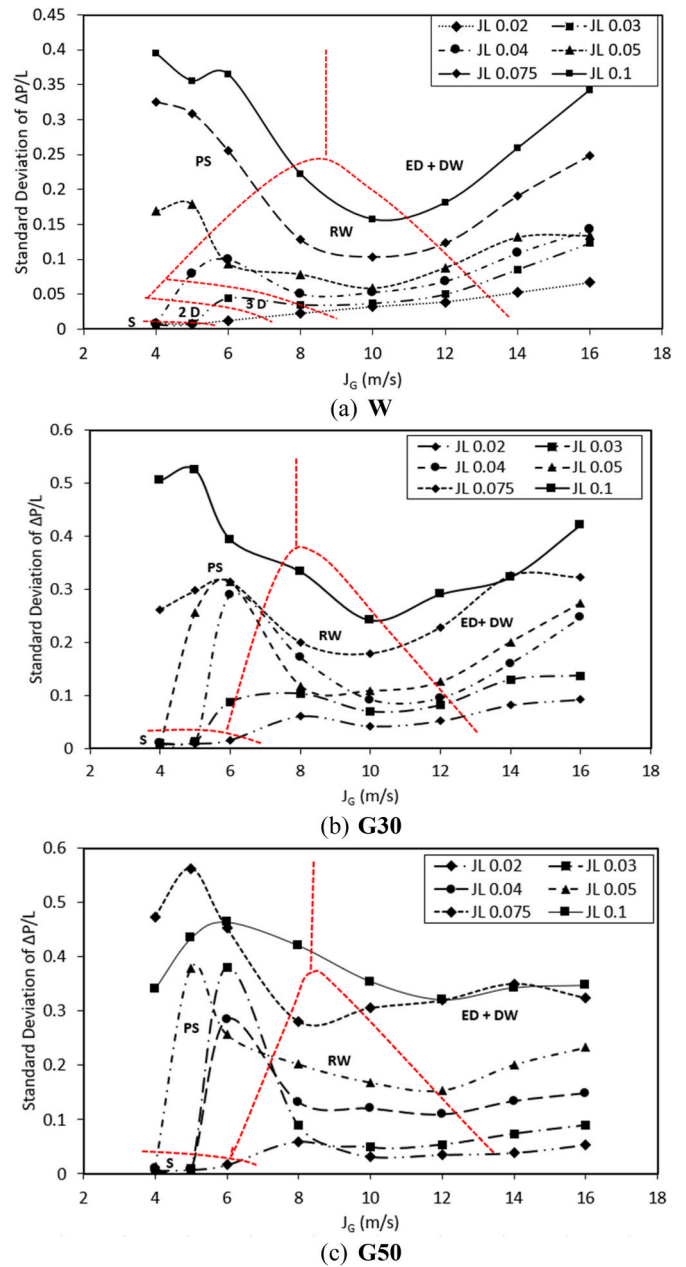 0.45
0.4
0.35
0.3
0.25
0.2
0.15
0.1
0.05
0
Standard Deviation of ΔP/L
JL 0.02 JL 0.03
JL 0.04 JL 0.05
JL 0.075 JL 0.1
PS
ED + DW
RW
3 D
2 D
S
2 4 6 8 10 12 14 16 18
JG (m/s)
(a) W
0.6
0.5
0.4
0.3
0.2
0.1
0
Standard Deviation of ΔP/L
JL 0.02 JL 0.03
JL 0.04 JL 0.05
JL 0.075 JL 0.1
PS
RW
ED+ DW
S
2 4 6 8 10 12 14 16 18
JG (m/s)
(b) G30
0.6
0.5
0.4
0.3
0.2
0.1
0
Standard Deviation of ΔP/L
JL 0.02 JL 0.03
JL 0.04 JL 0.05
JL 0.075 JL 0.1
PS
ED + DW
RW
S
2 4 6 8 10 12 14 16 18
JG (m/s)
(c) G50